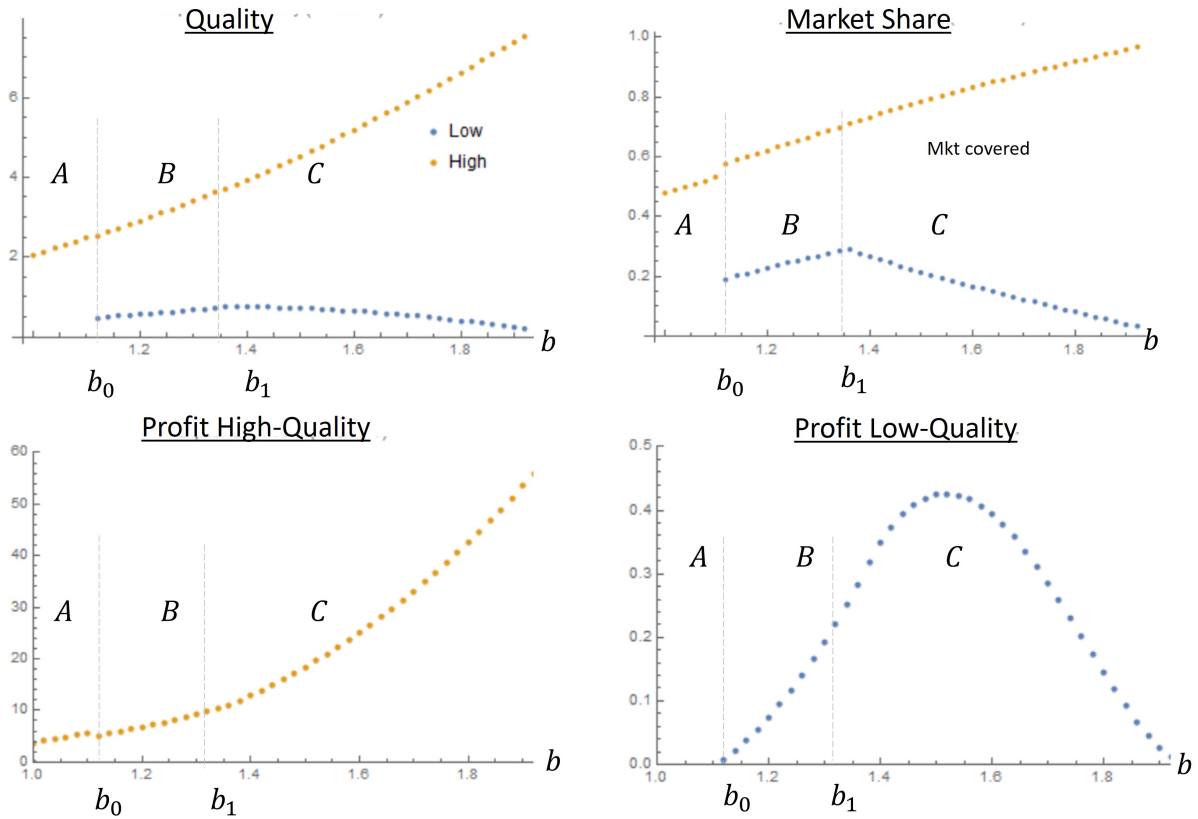 Quality
6
4
2
A
B
C
Low
High
1.2
1.4
1.6
1.8
b
b₀
b₁
Market Share
1.0
0.8
0.6
0.4
0.2
Mkt covered
A
B
C
1.2
1.4
1.6
1.8
b
b₀
b₁
Profit High-Quality
60
50
40
30
20
10
0
A
B
C
1.0
1.2
1.4
1.6
1.8
b
b₀
b₁
Profit Low-Quality
0.5
0.4
0.3
0.2
0.1
0.0
A
B
C
1.0
1.2
1.4
1.6
1.8
b
b₀
b₁